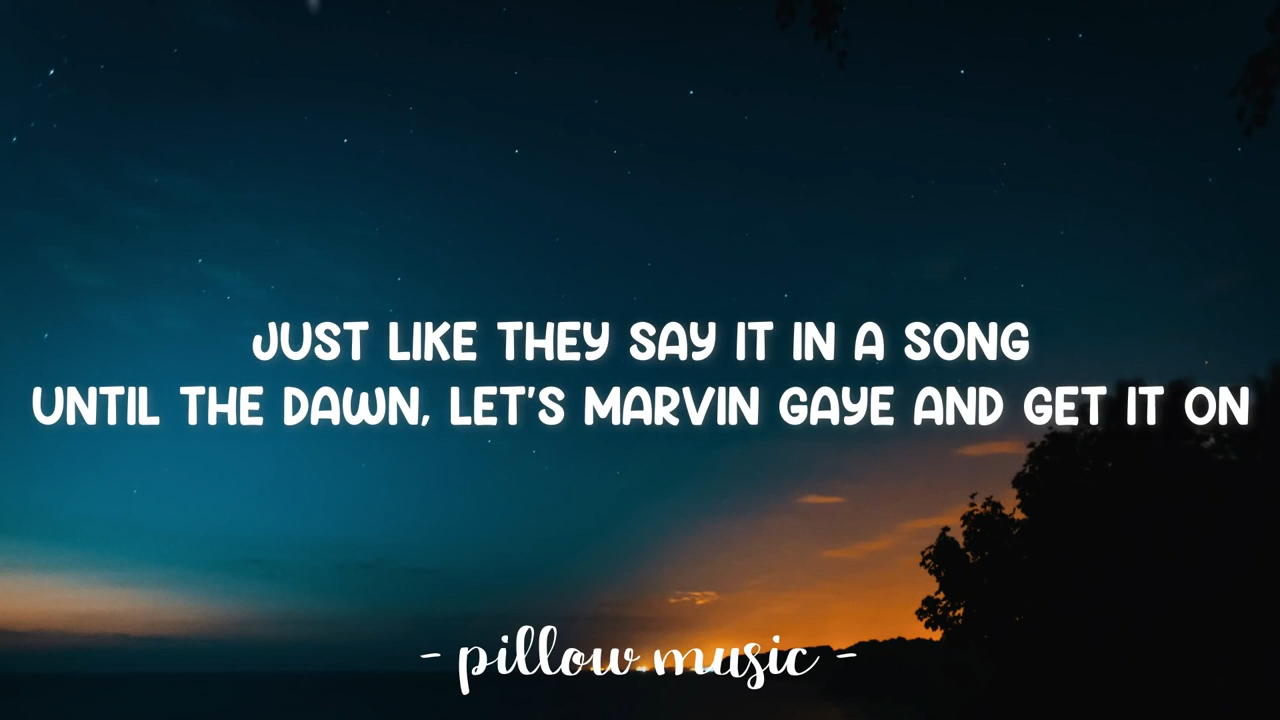 JUST LIKE THEY SAY IT IN A SONG
UNTIL THE DAWN, LET'S MARVIN GAYE AND GET IT ON
- pillow music -